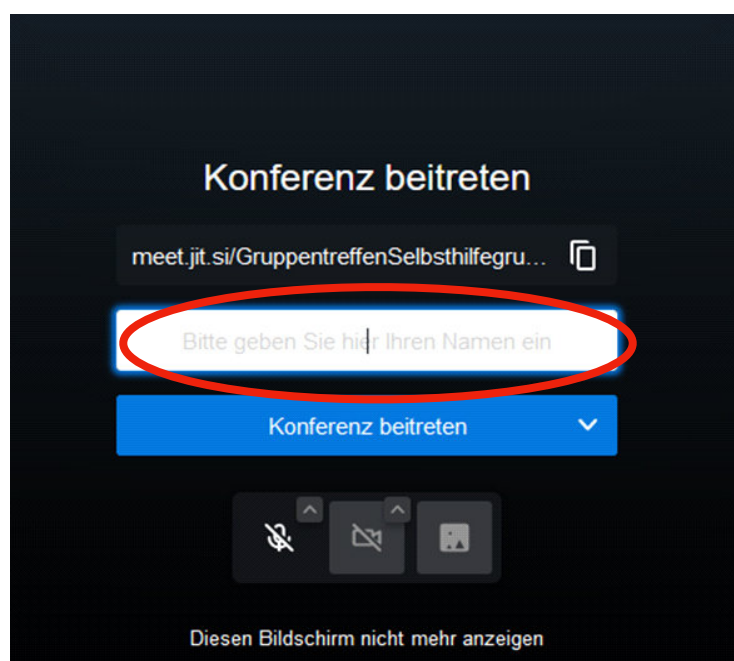 Konferenz beitreten
meet.jit.si/GruppentreffenSelbsthilfegru...
Bitte geben Sie hier Ihren Namen ein
Konferenz beitreten
Diesen Bildschirm nicht mehr anzeigen